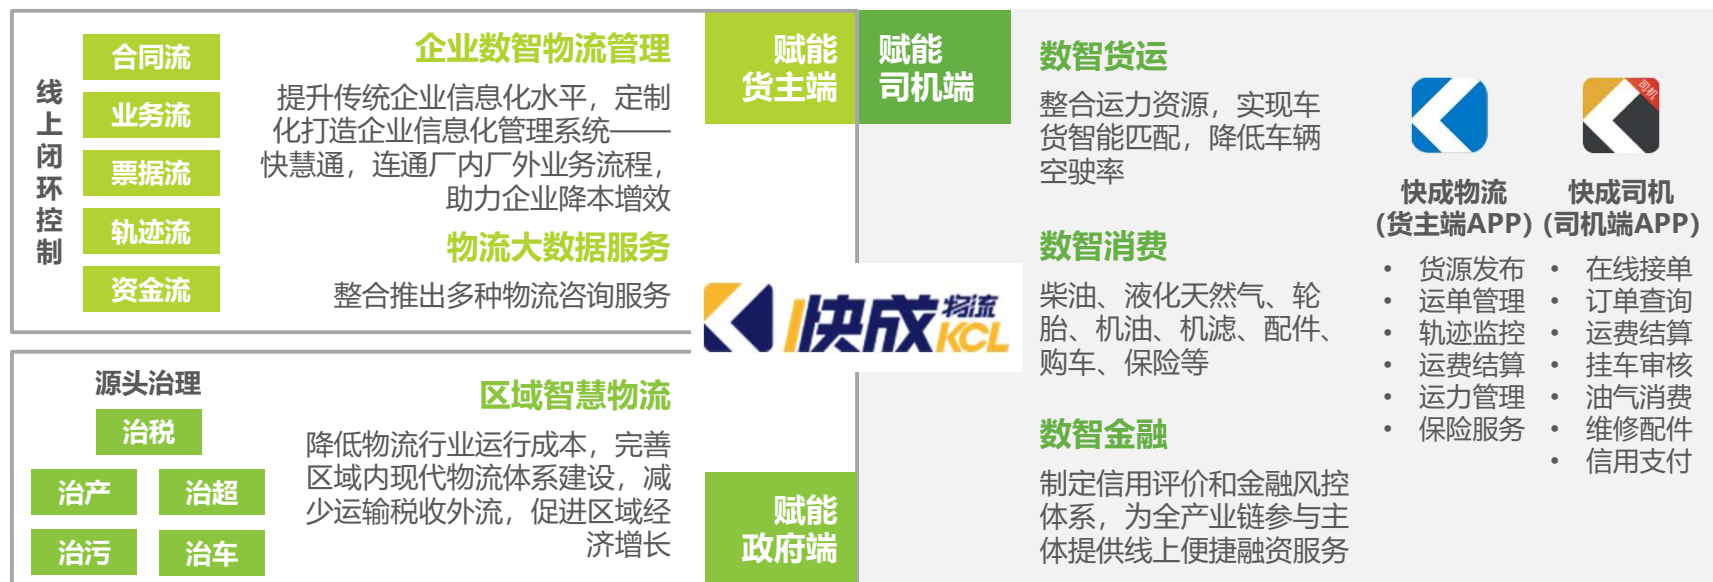 线上闭环控制
合同流
业务流
票据流
轨迹流
资金流
企业数智物流管理
提升传统企业信息化水平，定制
化打造企业信息化管理系统——
快慧通，连通厂内厂外业务流程，
助力企业降本增效
物流大数据服务
整合推出多种物流咨询服务
赋能
货主端
源头治理
治税
治产
治超
治污
治车
区域智慧物流
降低物流行业运行成本，完善
区域内现代物流体系建设，减
少运输税收外流，促进区域经
济增长
赋能
政府端
快成物流
KCL
赋能
司机端
数智货运
整合运力资源，实现车
货智能匹配，降低车辆
空驶率
数智消费
柴油、液化天然气、轮
胎、机油、机滤、配件、
购车、保险等
数智金融
制定信用评价和金融风控
体系，为全产业链参与主
体提供线上便捷融资服务
快成物流
(货主端APP)
• 货源发布
• 运单管理
• 轨迹监控
• 运费结算
• 运力管理
• 保险服务
司机
快成司机
(司机端APP)
• 在线接单
• 订单查询
• 运费结算
• 挂车审核
• 油气消费
• 维修配件
• 信用支付